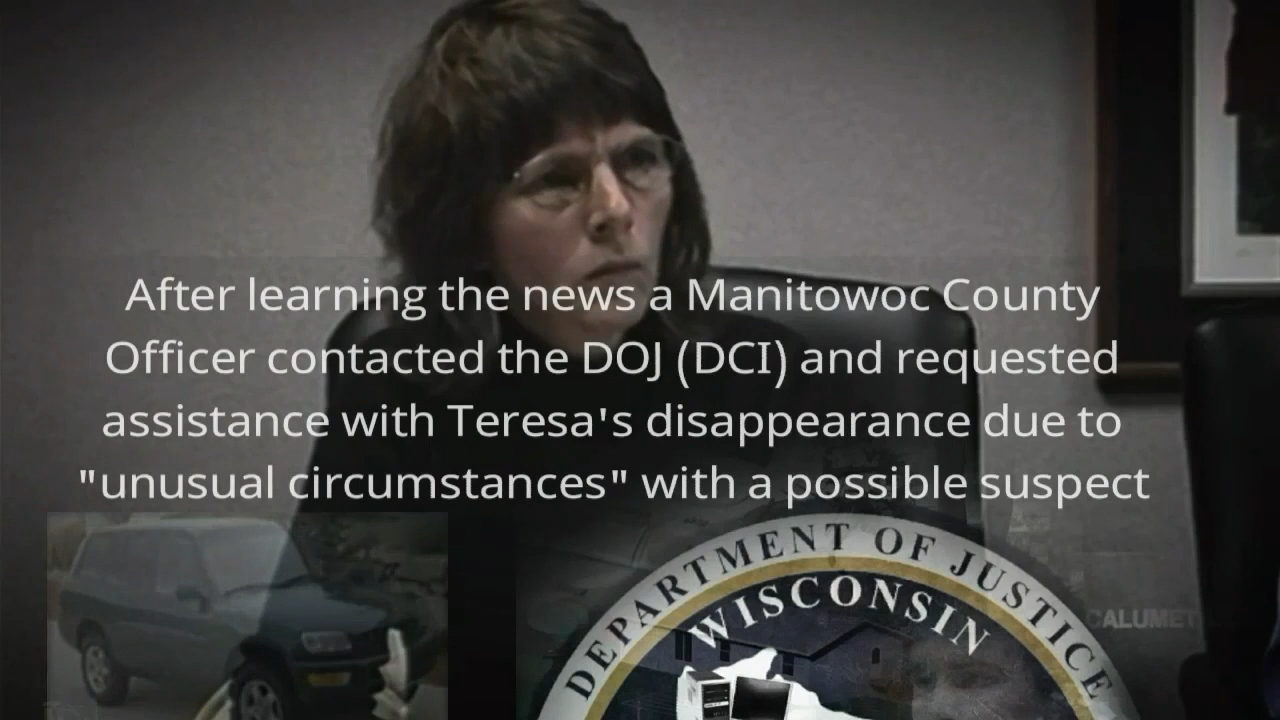 After learning the news a Manitowoc County
Officer contacted the DOJ (DCI) and requested
assistance with Teresa's disappearance due to
"unusual circumstances" with a possible suspect
DEPARTMENT OF JUSTICE
WISCONSIN
CALUMET